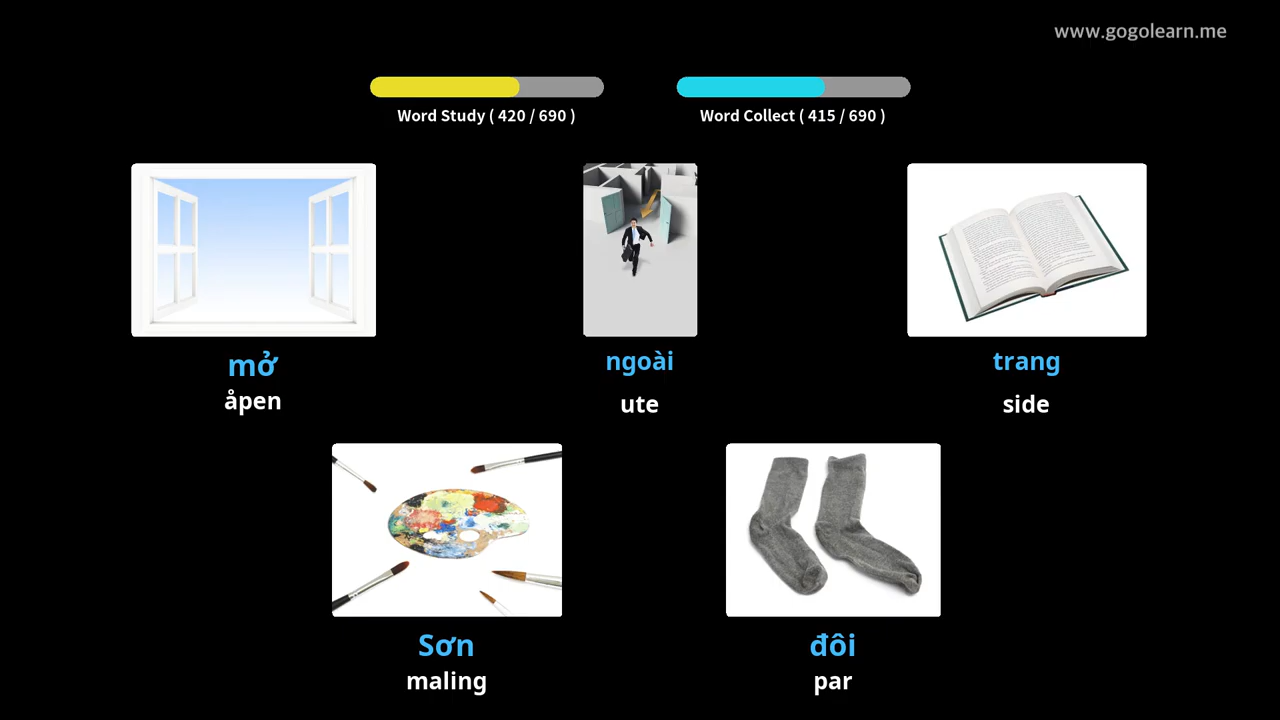 www.gogolearn.me
Word Study ( 420 / 690 )
Word Collect ( 415 / 690 )
mở
åpen
ngoài
ute
trang
side
Sơn
maling
đôi
par